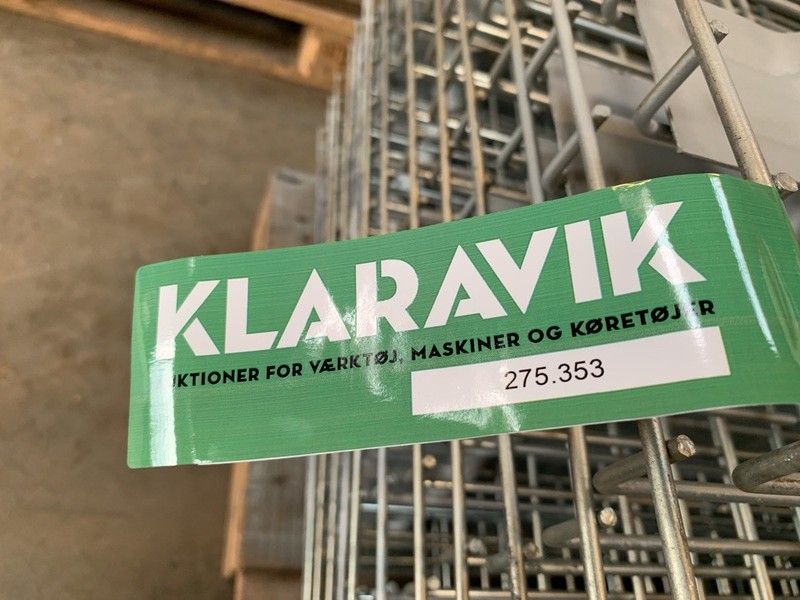 KLARAVIK
UKTIONER FOR VÆRKTØJ, MASKINER OG KØRETØJER
275.353